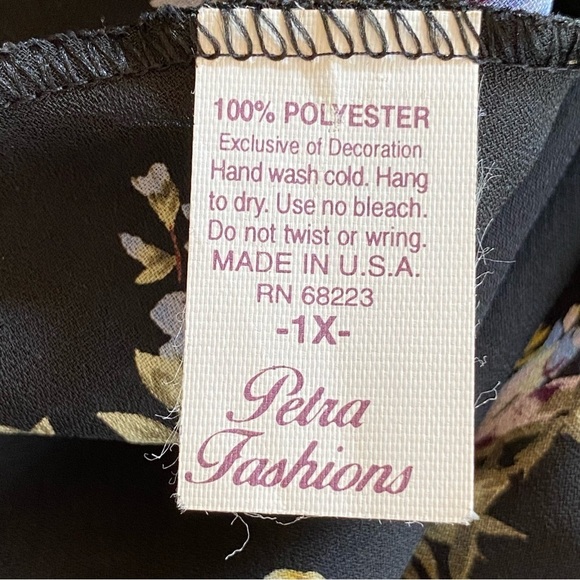 100% POLYESTER
Exclusive of Decoration
Hand wash cold. Hang
to dry. Use no bleach.
Do not twist or wring.
MADE IN U.S.A.
RN 68223
-1X-
Petra
Fashions